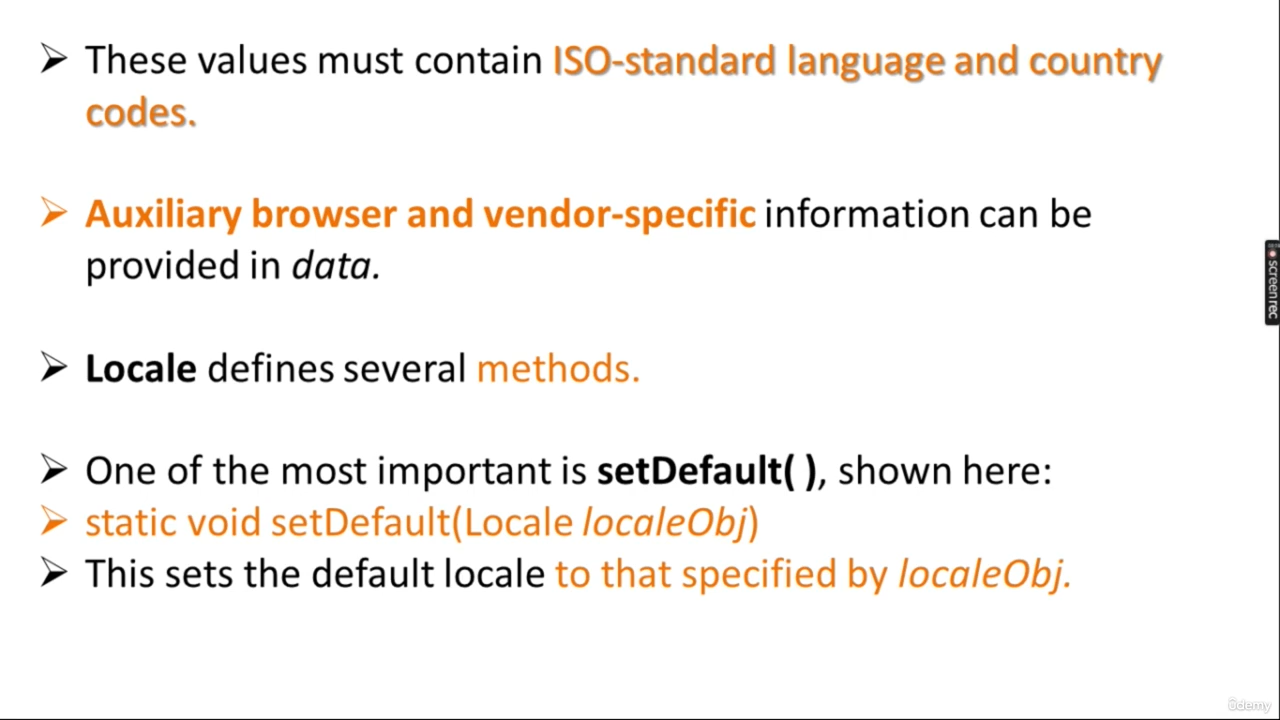 ➢ These values must contain ISO-standard language and country
codes.
➢ Auxiliary browser and vendor-specific information can be
provided in data.
➢ Locale defines several methods.
➢ One of the most important is setDefault( ), shown here:
➢ static void setDefault(Locale localeObj)
➢ This sets the default locale to that specified by localeObj.
screenrec
ûdemy